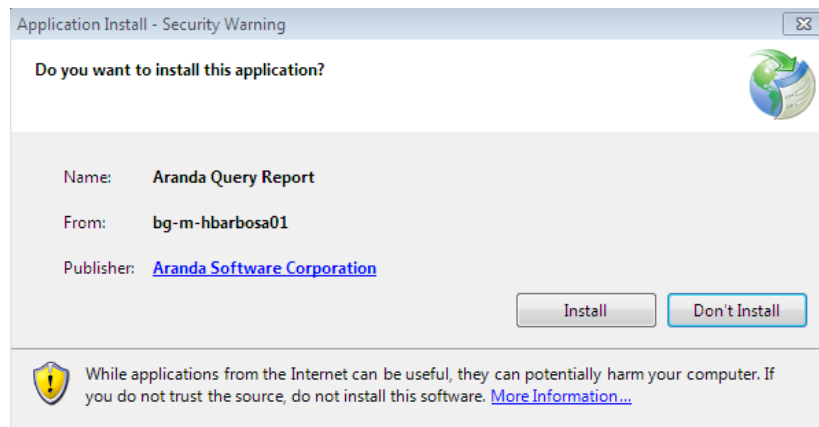 Application Install - Security Warning
Do you want to install this application?
Name: Aranda Query Report
From: bg-m-hbarbosa01
Publisher: Aranda Software Corporation
Install Don't Install
While applications from the Internet can be useful, they can potentially harm your computer. If
you do not trust the source, do not install this software. More Information...